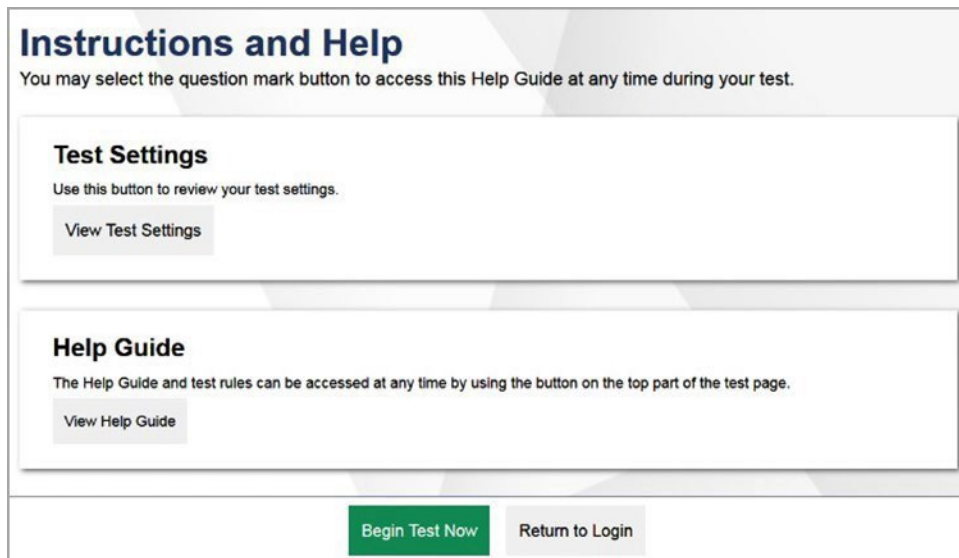 Instructions and Help
You may select the question mark button to access this Help Guide at any time during your test.
Test Settings
Use this button to review your test settings.
View Test Settings
Help Guide
The Help Guide and test rules can be accessed at any time by using the button on the top part of the test page.
View Help Guide
Begin Test Now
Return to Login